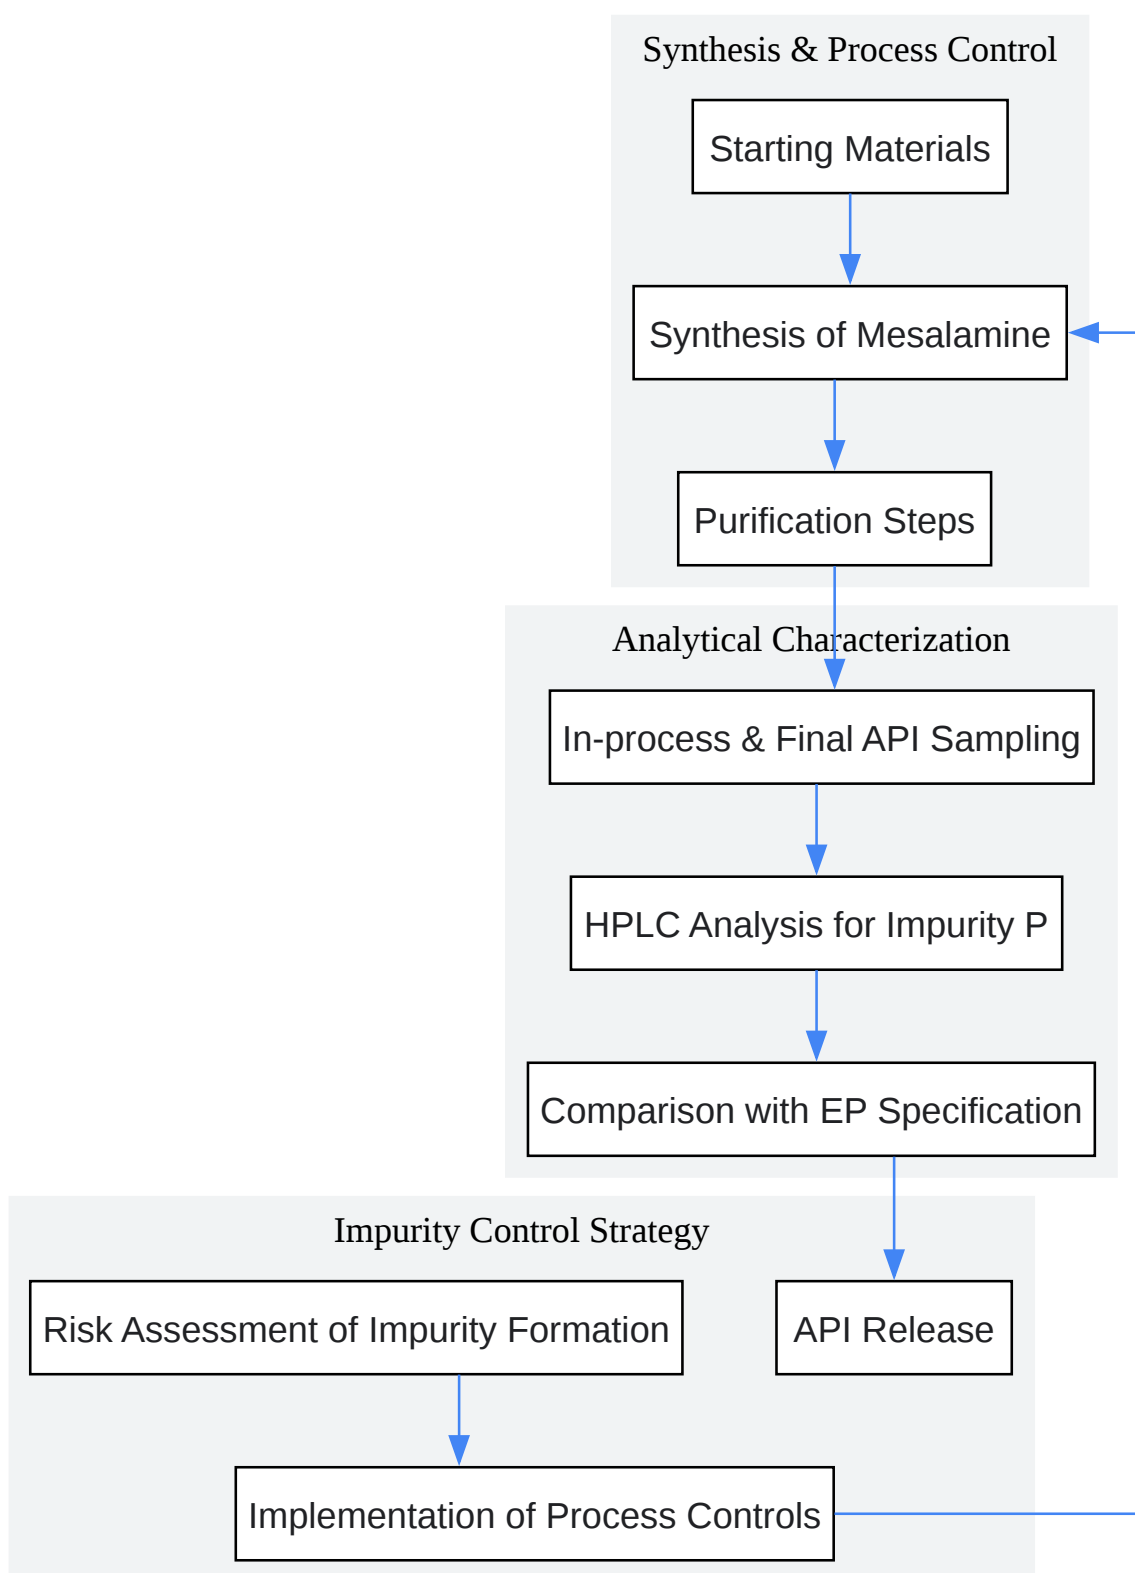 Synthesis & Process Control
Starting Materials
Synthesis of Mesalamine
Purification Steps
Analytical Characterization
In-process & Final API Sampling
HPLC Analysis for Impurity P
Comparison with EP Specification
Impurity Control Strategy
Risk Assessment of Impurity Formation
API Release
Implementation of Process Controls